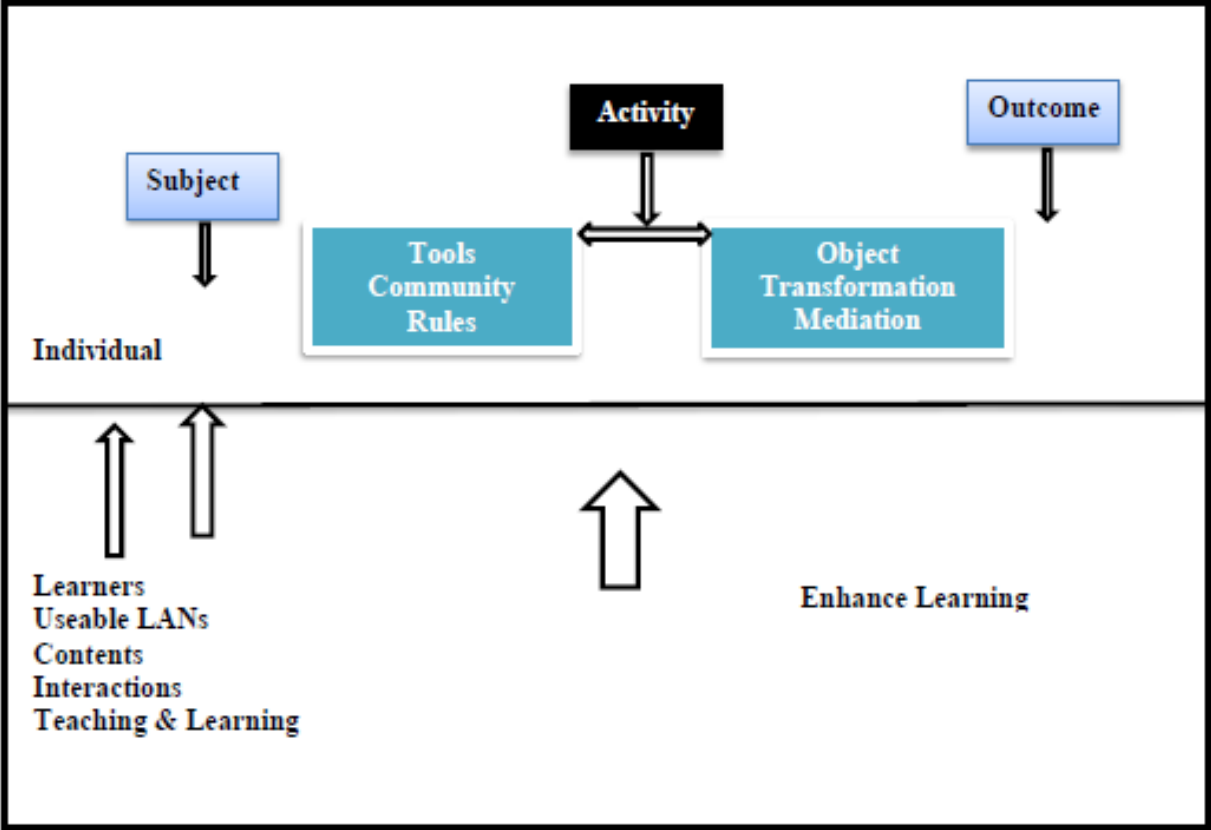 Activity
Outcome
Subject
Tools
Community
Rules
Object
Transformation
Mediation
Individual
Learners
Useable LANs
Contents
Interactions
Teaching & Learning
Enhance Learning